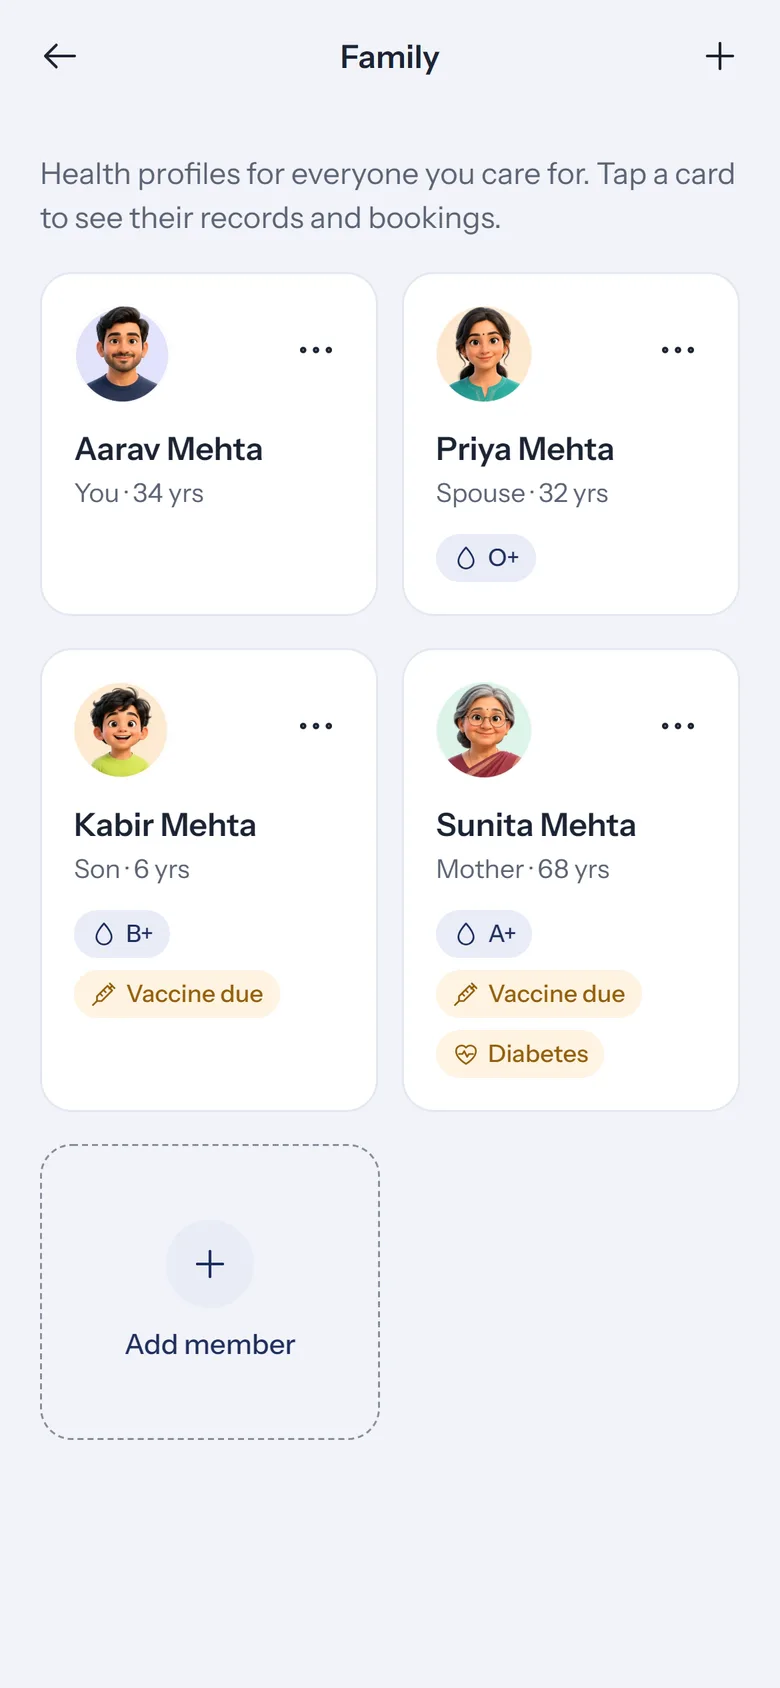 Family
Health profiles for everyone you care for. Tap a card
to see their records and bookings.
Aarav Mehta
You · 34 yrs
Priya Mehta
Spouse · 32 yrs
O+
Kabir Mehta
Son · 6 yrs
B+
Vaccine due
Sunita Mehta
Mother · 68 yrs
A+
Vaccine due
Diabetes
Add member